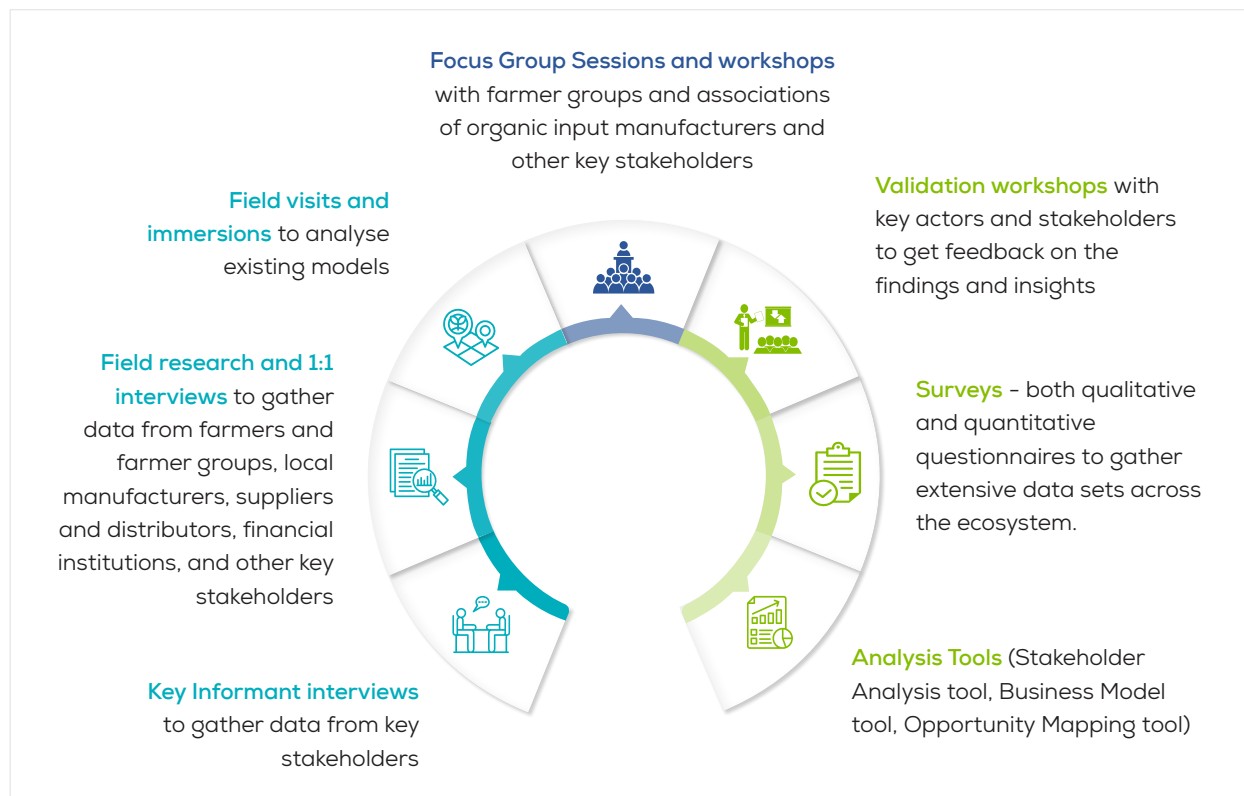 Focus Group Sessions and workshops
with farmer groups and associations
of organic input manufacturers and
other key stakeholders
Field visits and
immersions to analyse
existing models
Field research and 1:1
interviews to gather
data from farmers and
farmer groups, local
manufacturers, suppliers
and distributors, financial
institutions, and other key
stakeholders
Key Informant interviews
to gather data from key
stakeholders
Validation workshops with
key actors and stakeholders
to get feedback on the
findings and insights
Surveys - both qualitative
and quantitative
questionnaires to gather
extensive data sets across
the ecosystem.
Analysis Tools (Stakeholder
Analysis tool, Business Model
tool, Opportunity Mapping tool)